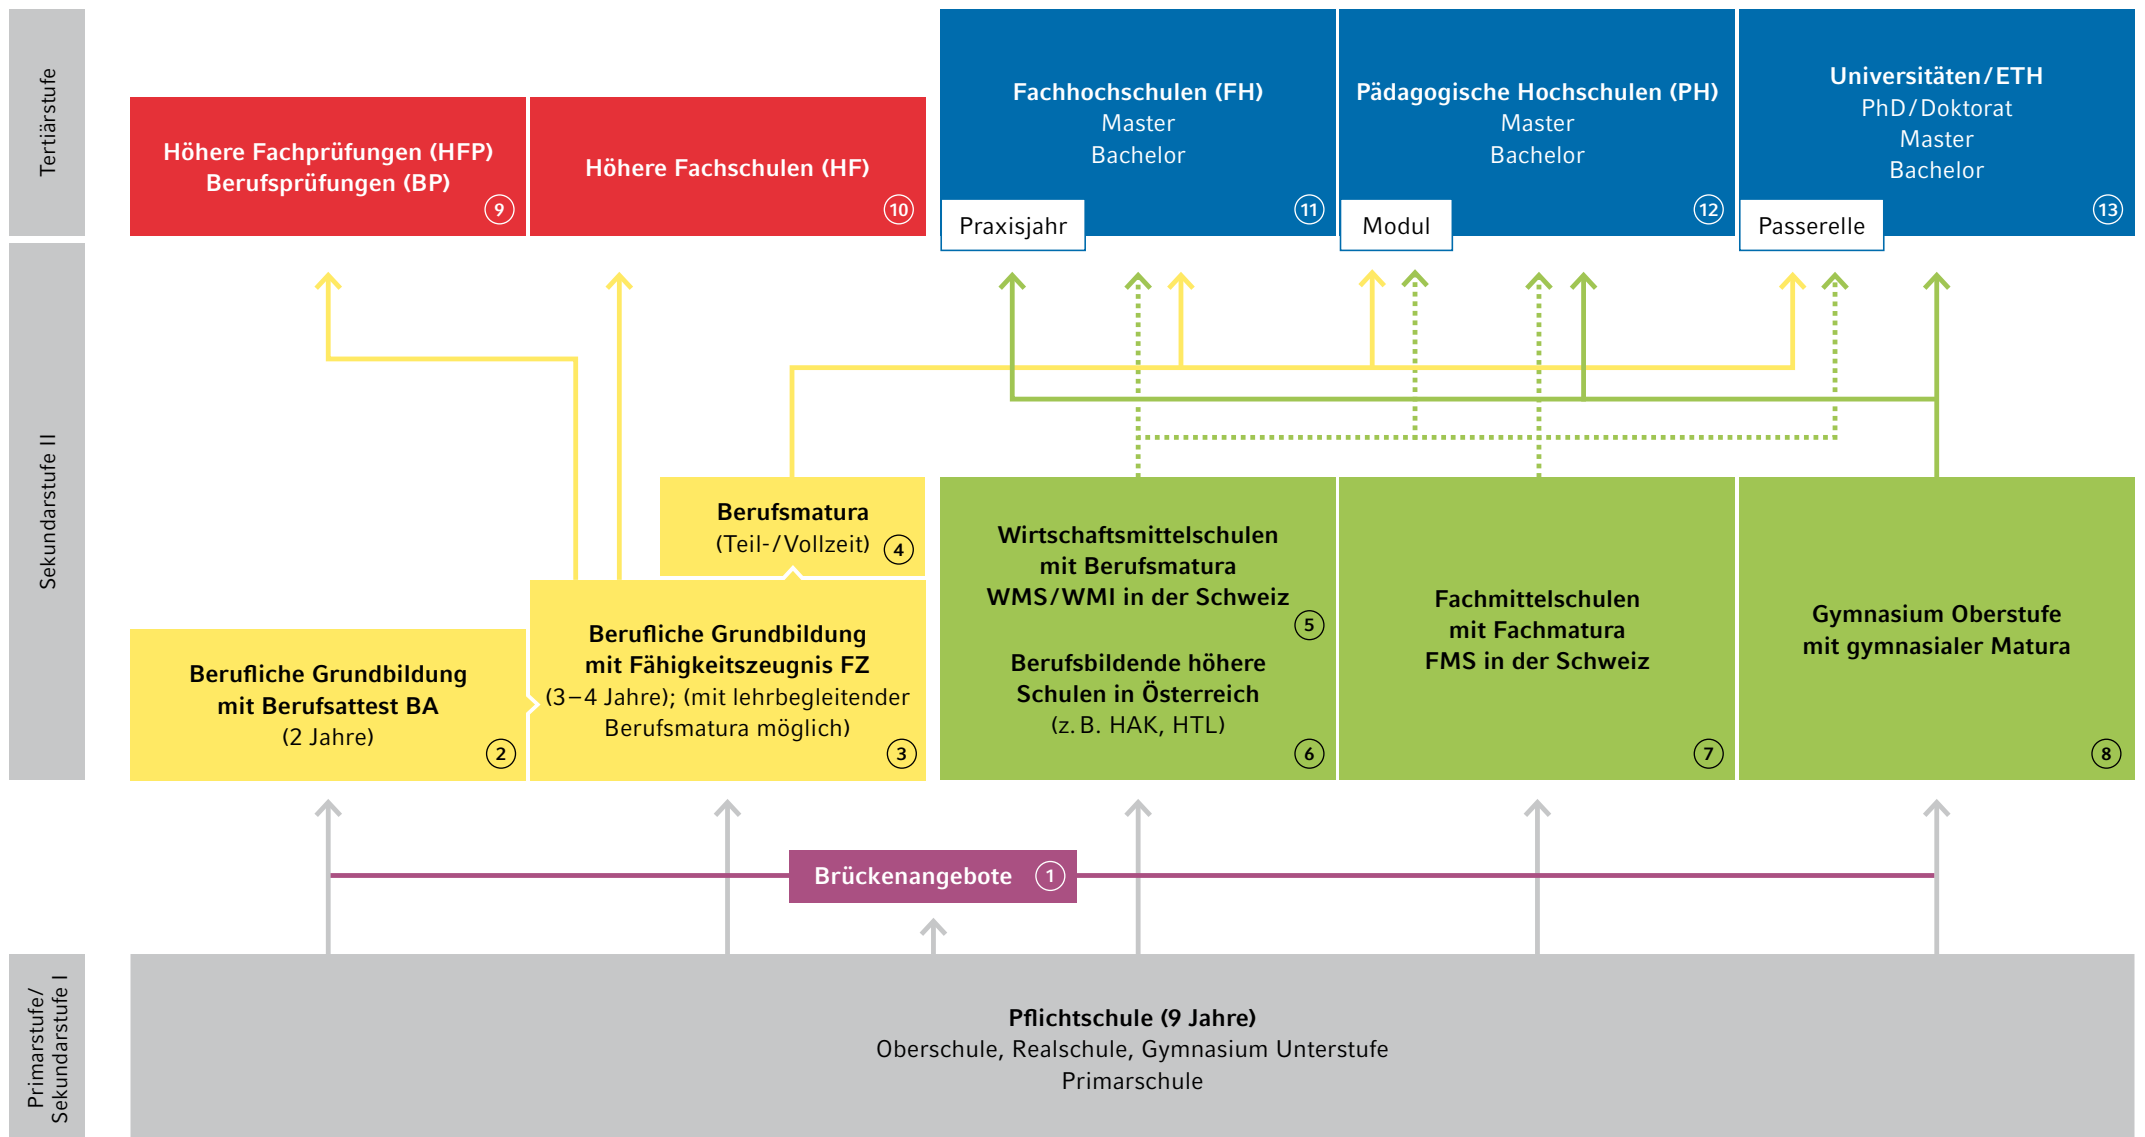 Tertiärstufe
Höhere Fachprüfungen (HFP)
Berufsprüfungen (BP)
9
Höhere Fachschulen (HF)
10
Fachhochschulen (FH)
Master
Bachelor
11
Praxisjahr
Pädagogische Hochschulen (PH)
Master
Bachelor
12
Modul
Universitäten/ETH
PhD/Doktorat
Master
Bachelor
13
Passerelle
Sekundarstufe II
Berufliche Grundbildung
mit Berufsattest BA
(2 Jahre)
2
Berufliche Grundbildung
mit Fähigkeitszeugnis FZ
(3–4 Jahre); (mit lehrbegleitender
Berufsmatura möglich)
3
Berufsmatura
(Teil-/Vollzeit)
4
Wirtschaftsmittelschulen
mit Berufsmatura
WMS/WMI in der Schweiz
5
Berufsbildende höhere
Schulen in Österreich
(z. B. HAK, HTL)
6
Fachmittelschulen
mit Fachmatura
FMS in der Schweiz
7
Gymnasium Oberstufe
mit gymnasialer Matura
8
Brückenangebote
1
Primarstufe/
Sekundarstufe I
Pflichtschule (9 Jahre)
Oberschule, Realschule, Gymnasium Unterstufe
Primarschule